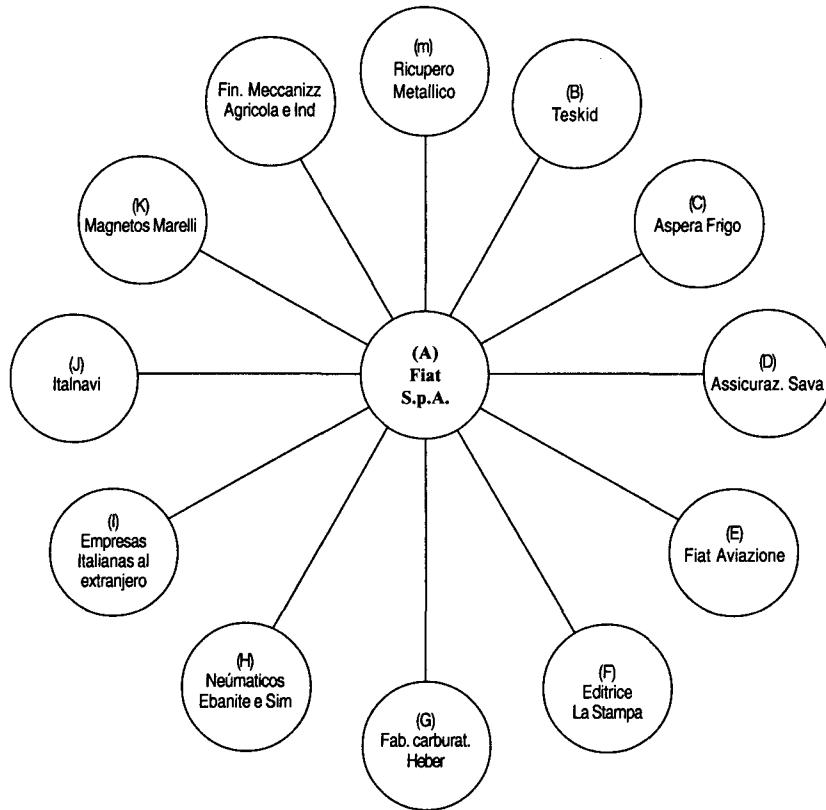 (A)
Fiat
S.p.A.
(m)
Ricupero
Metallico
(B)
Teskid
(C)
Aspera Frigo
(D)
Assicuraz. Sava
(E)
Fiat Aviazione
(F)
Editrice
La Stampa
(G)
Fab. carburat.
Heber
(H)
Neúmaticos
Ebanite e Sim
(I)
Empresas
Italianas al
extranjero
(J)
Italnavi
(K)
Magnetos Marelli
Fin. Meccanizz
Agricola e Ind